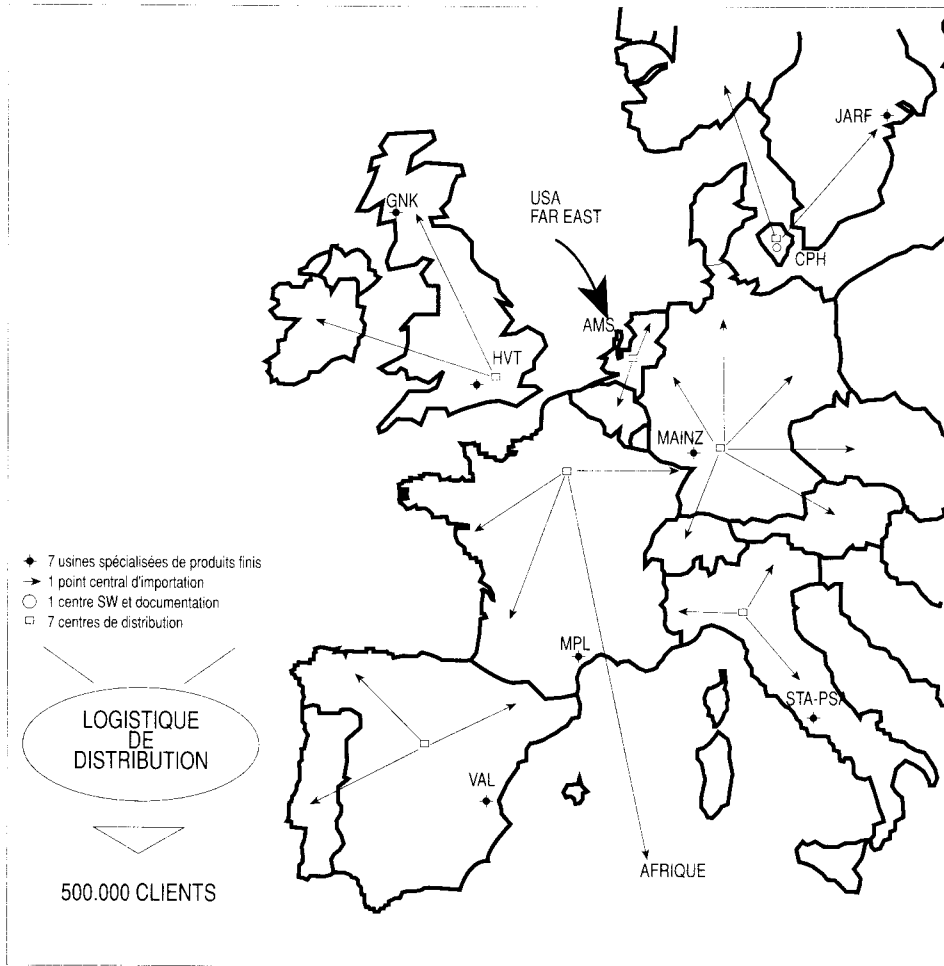 JARF
GNK
USA
FAR EAST
CPH
AMS
HVT
MAINZ
7 usines spécialisées de produits finis
1 point central d'importation
1 centre SW et documentation
7 centres de distribution
MPL
STA-PSA
LOGISTIQUE
DE
DISTRIBUTION
VAL
AFRIQUE
500.000 CLIENTS